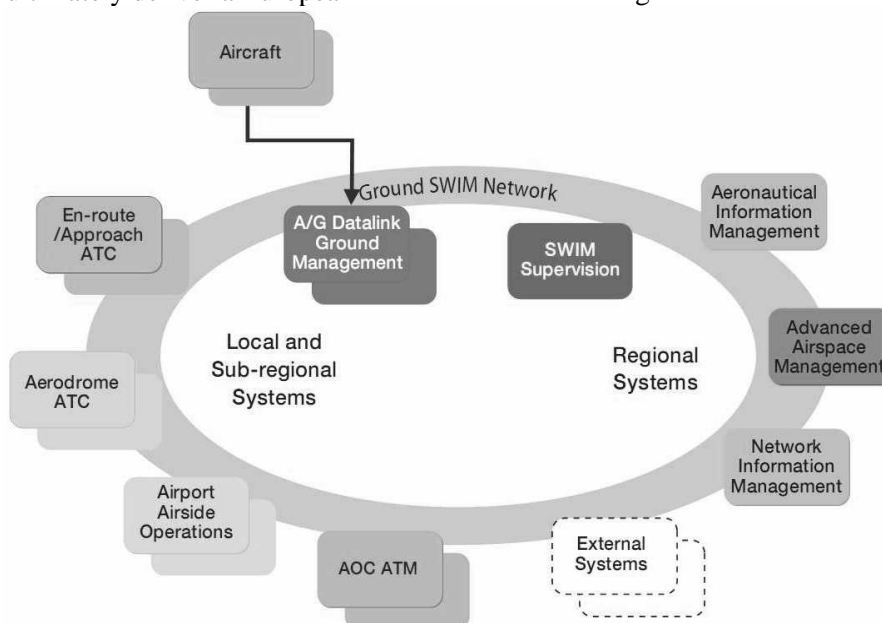 Aircraft
Ground SWIM Network
En-route
/Approach
ATC
A/G Datalink
Ground
Management
SWIM
Supervision
Aeronautical
Information
Management
Local and
Sub-regional
Systems
Regional
Systems
Advanced
Airspace
Management
Aerodrome
ATC
Network
Information
Management
Airport
Airside
Operations
AOC ATM
External
Systems